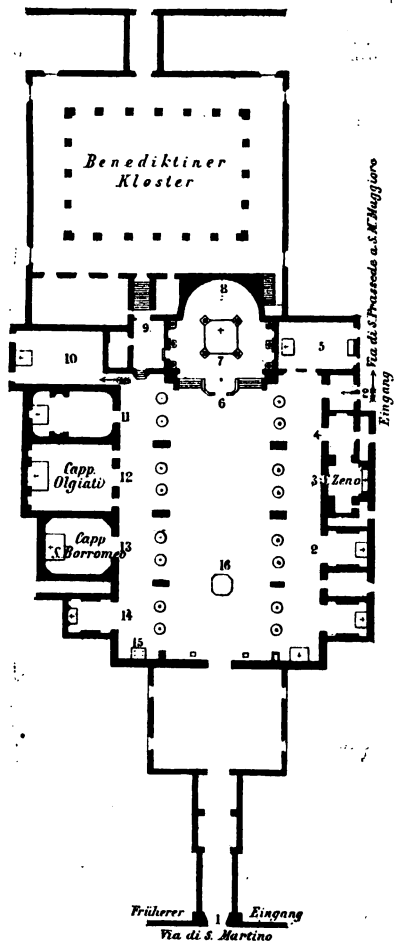 Benediktiner
Kloster
Via di S. Prassede a. S. M. Maggiore
Eingang
8
9
10
7
5
6
11
4
Capp.
Olgiati
12
3
S. Zeno
Capp
S. Borromeo
13
2
16
14
15
Früherer
1
Eingang
Via di S. Martino